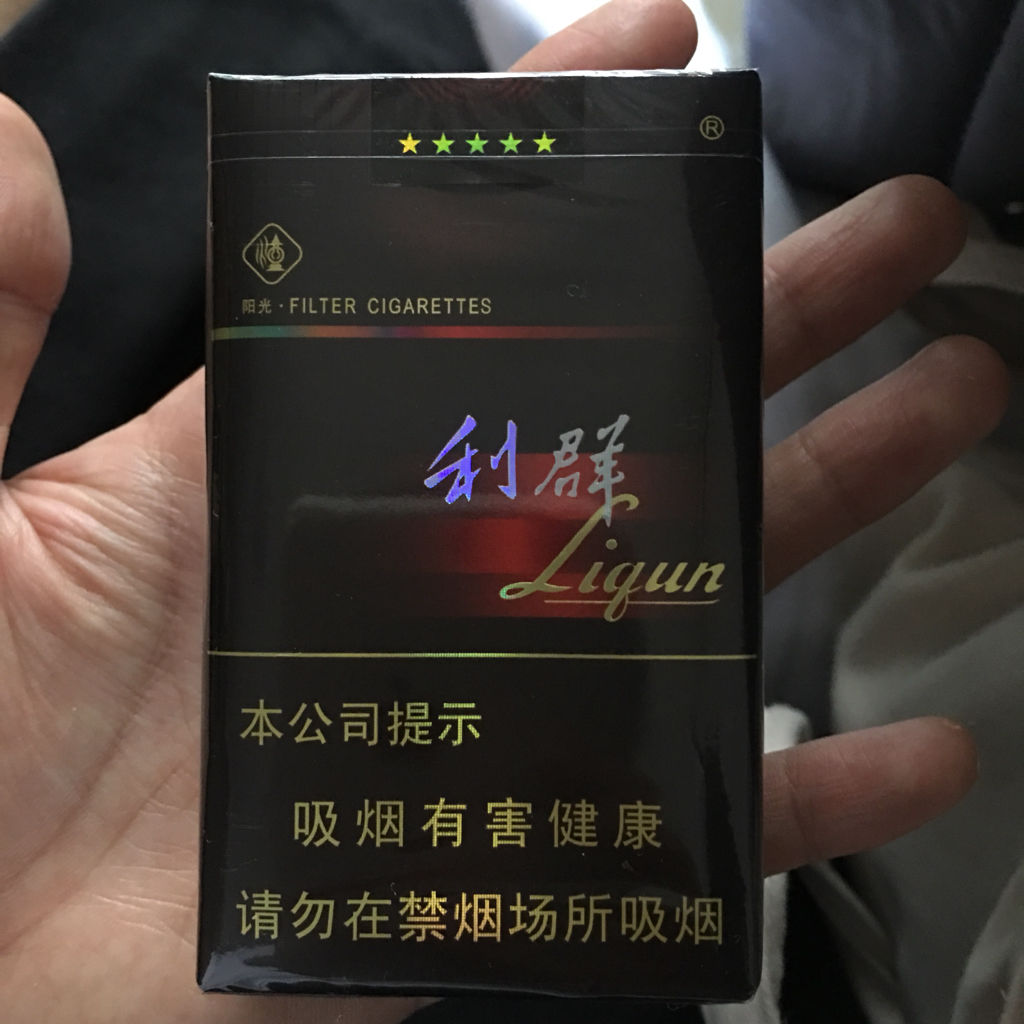 ®
阳光·FILTER CIGARETTES
利群
Liqun
本公司提示
吸烟有害健康
请勿在禁烟场所吸烟